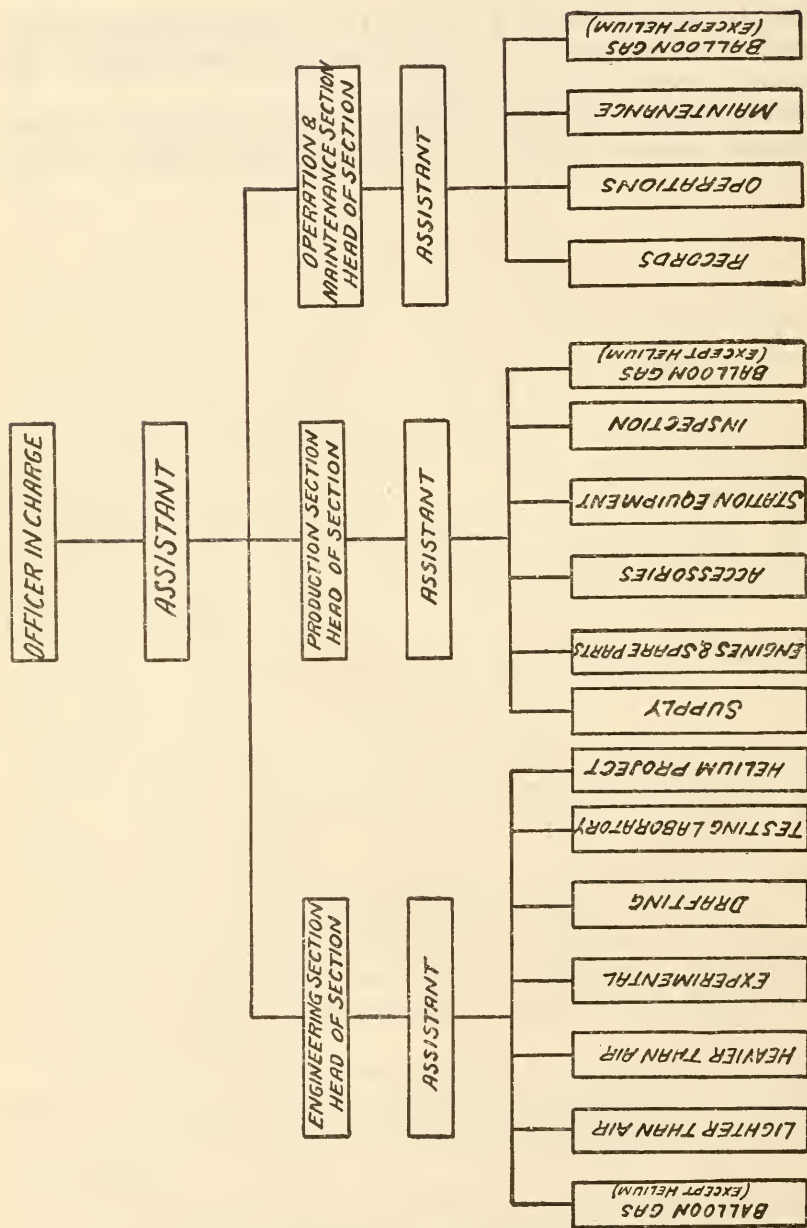 OFFICER IN CHARGE
ASSISTANT
ENGINEERING SECTION
HEAD OF SECTION
PRODUCTION SECTION
HEAD OF SECTION
OPERATION &
MAINTENANCE SECTION
HEAD OF SECTION
ASSISTANT
ASSISTANT
ASSISTANT
BALLOON GAS
(EXCEPT HELIUM)
LIGHTER THAN AIR
HEAVIER THAN AIR
EXPERIMENTAL
DRAFTING
TESTING LABORATORY
HELIUM PROJECT
SUPPLY
ENGINES & SPARE PARTS
ACCESSORIES
STATION EQUIPMENT
INSPECTION
BALLOON GAS
(EXCEPT HELIUM)
RECORDS
OPERATIONS
MAINTENANCE
BALLOON GAS
(EXCEPT HELIUM)